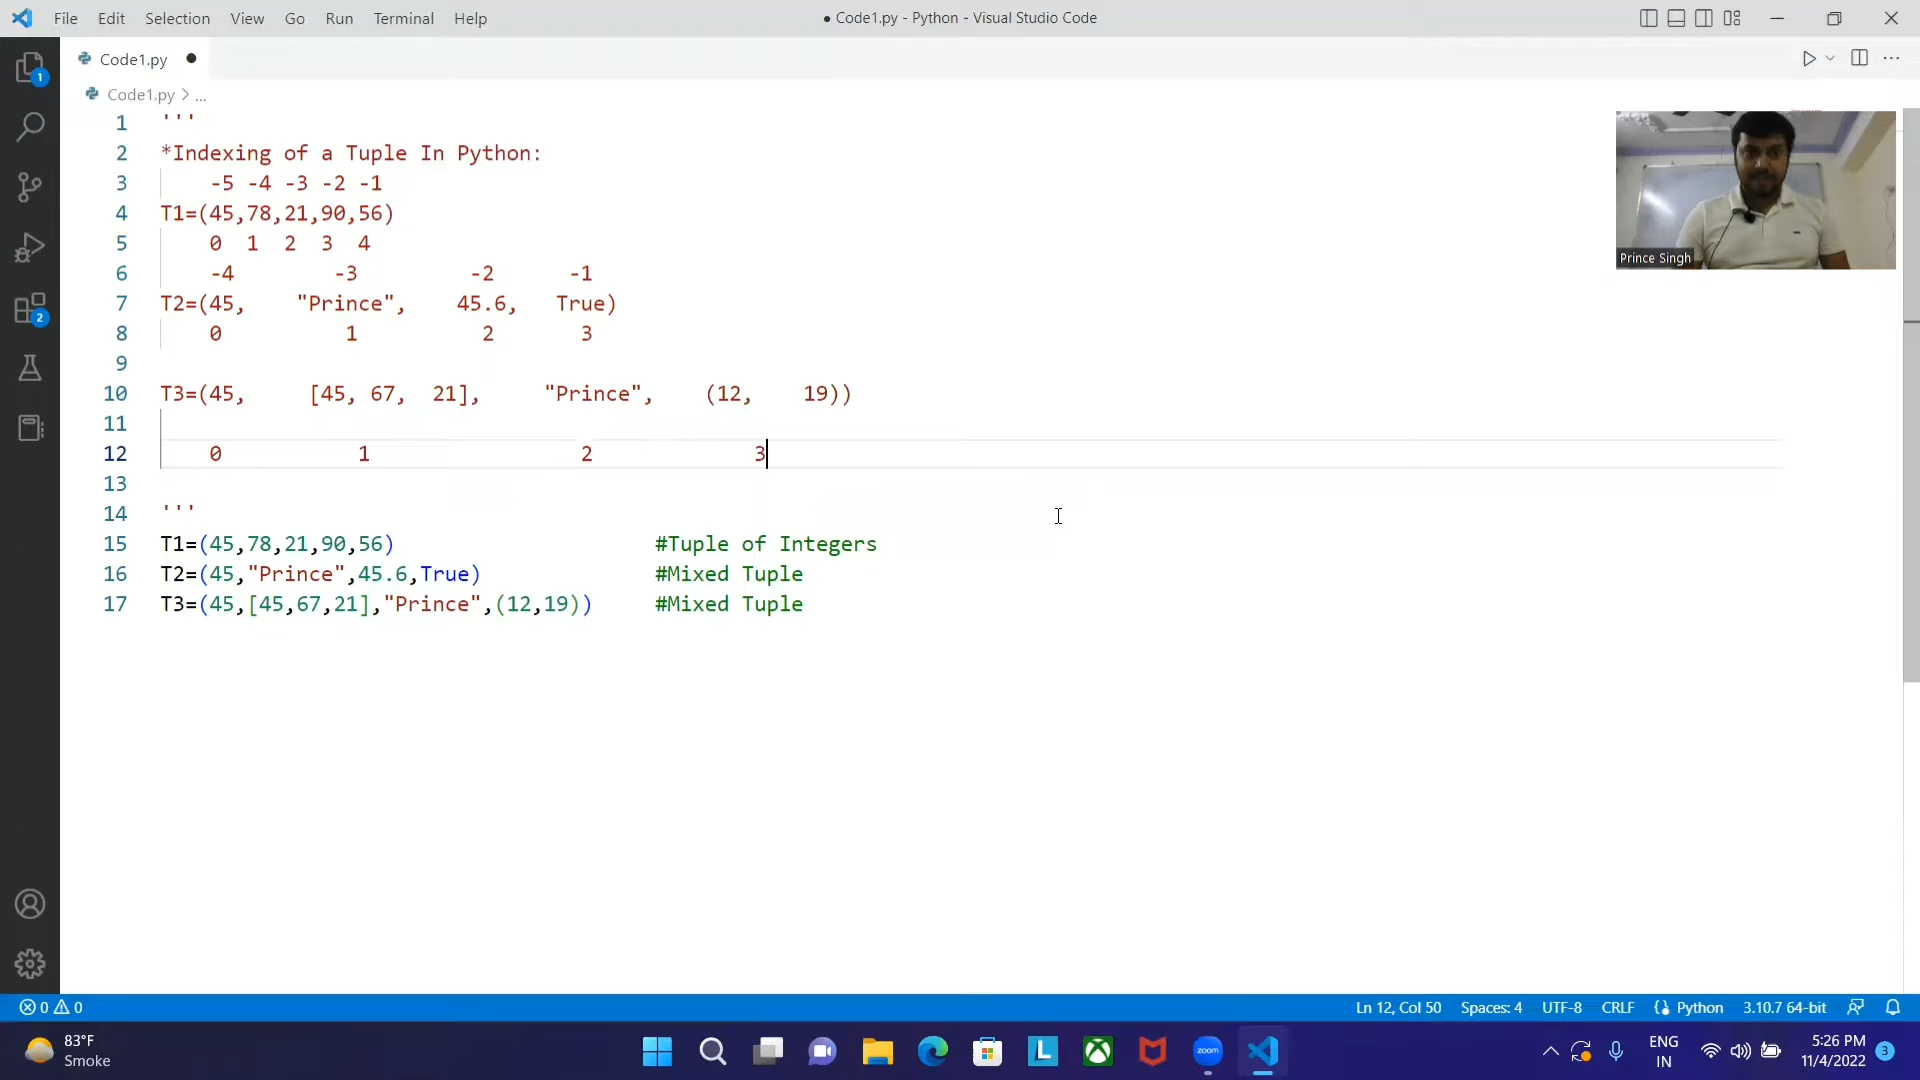 File Edit Selection View Go Run Terminal Help ● Code1.py - Python - Visual Studio Code
Code1.py ●
Code1.py > ...
1 '''
2 *Indexing of a Tuple In Python:
3     -5 -4 -3 -2 -1
4 T1=(45,78,21,90,56)
5     0  1  2  3  4
6     -4        -3         -2      -1
7 T2=(45,    "Prince",    45.6,   True)
8     0          1          2       3
9
10 T3=(45,     [45, 67,  21],     "Prince",    (12,    19))
11
12     0           1                 2             3
13
14 '''
15 T1=(45,78,21,90,56)                     #Tuple of Integers
16 T2=(45,"Prince",45.6,True)              #Mixed Tuple
17 T3=(45,[45,67,21],"Prince",(12,19))     #Mixed Tuple
Prince Singh
1
2
0 0 Ln 12, Col 50 Spaces: 4 UTF-8 CRLF {} Python 3.10.7 64-bit
83°F
Smoke
L
zoom
ENG
IN
5:26 PM
11/4/2022
3